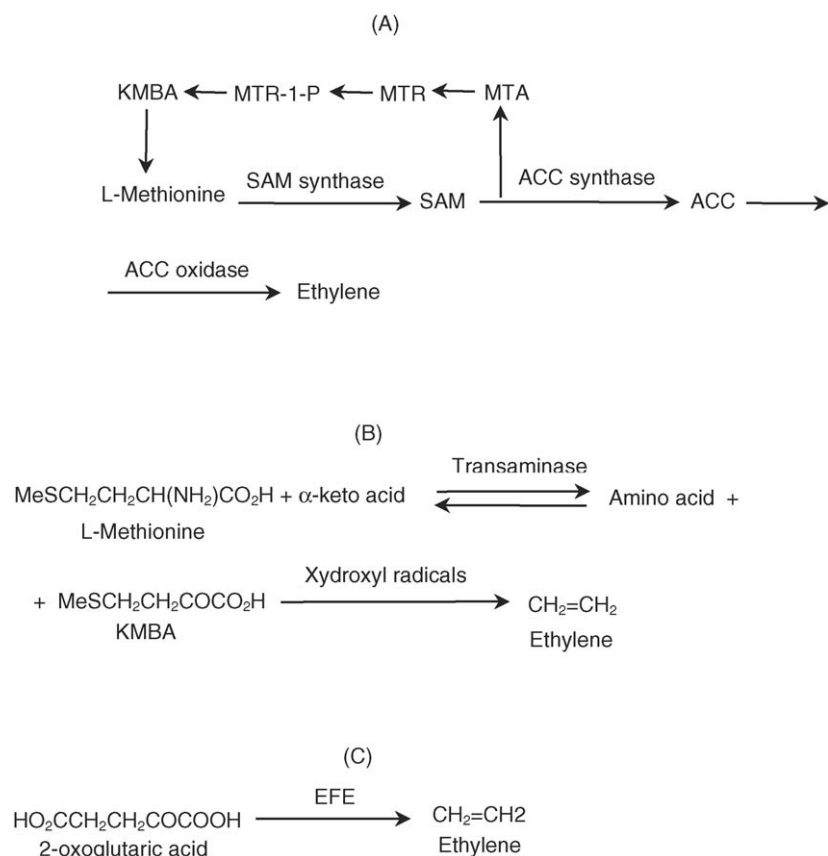 (A)
KMBA MTR-1-P MTR MTA
L-Methionine SAM synthase SAM ACC synthase ACC
ACC oxidase Ethylene
(B)
MeSCH₂CH₂CH(NH₂)CO₂H + α-keto acid Transaminase Amino acid +
L-Methionine
+ MeSCH₂CH₂COCO₂H Xydroxyl radicals CH₂=CH₂
KMBA Ethylene
(C)
HO₂CCH₂CH₂COCOOH EFE CH₂=CH2
2-oxoglutaric acid Ethylene